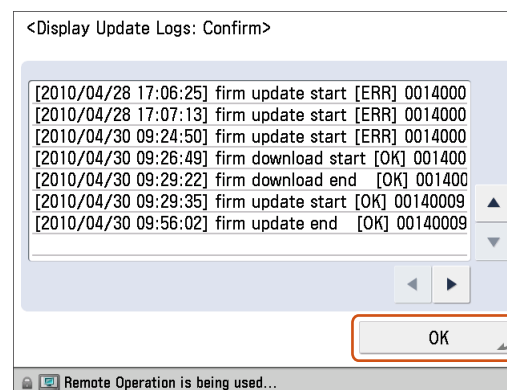 <Display Update Logs: Confirm>
[2010/04/28 17:06:25] firm update start [ERR] 0014000
[2010/04/28 17:07:13] firm update start [ERR] 0014000
[2010/04/30 09:24:50] firm update start [ERR] 0014000
[2010/04/30 09:26:49] firm download start [OK] 001400
[2010/04/30 09:29:22] firm download end [OK] 001400
[2010/04/30 09:29:35] firm update start [OK] 00140009
[2010/04/30 09:56:02] firm update end [OK] 00140009
OK
Remote Operation is being used...